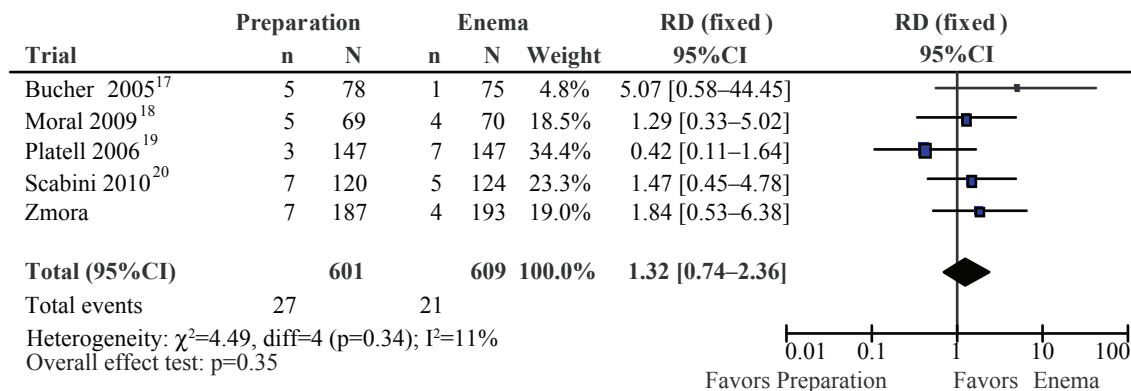 Preparation Enema RD (fixed) RD (fixed)
Trial n N n N Weight 95%CI 95%CI
Bucher 2005¹⁷ 5 78 1 75 4.8% 5.07 [0.58–44.45]
Moral 2009¹⁸ 5 69 4 70 18.5% 1.29 [0.33–5.02]
Platell 2006¹⁹ 3 147 7 147 34.4% 0.42 [0.11–1.64]
Scabini 2010²⁰ 7 120 5 124 23.3% 1.47 [0.45–4.78]
Zmora 7 187 4 193 19.0% 1.84 [0.53–6.38]
Total (95%CI) 601 609 100.0% 1.32 [0.74–2.36]
Total events 27 21
Heterogeneity: χ²=4.49, diff=4 (p=0.34); I²=11%
Overall effect test: p=0.35
0.01 0.1 1 10 100
Favors Preparation Favors Enema